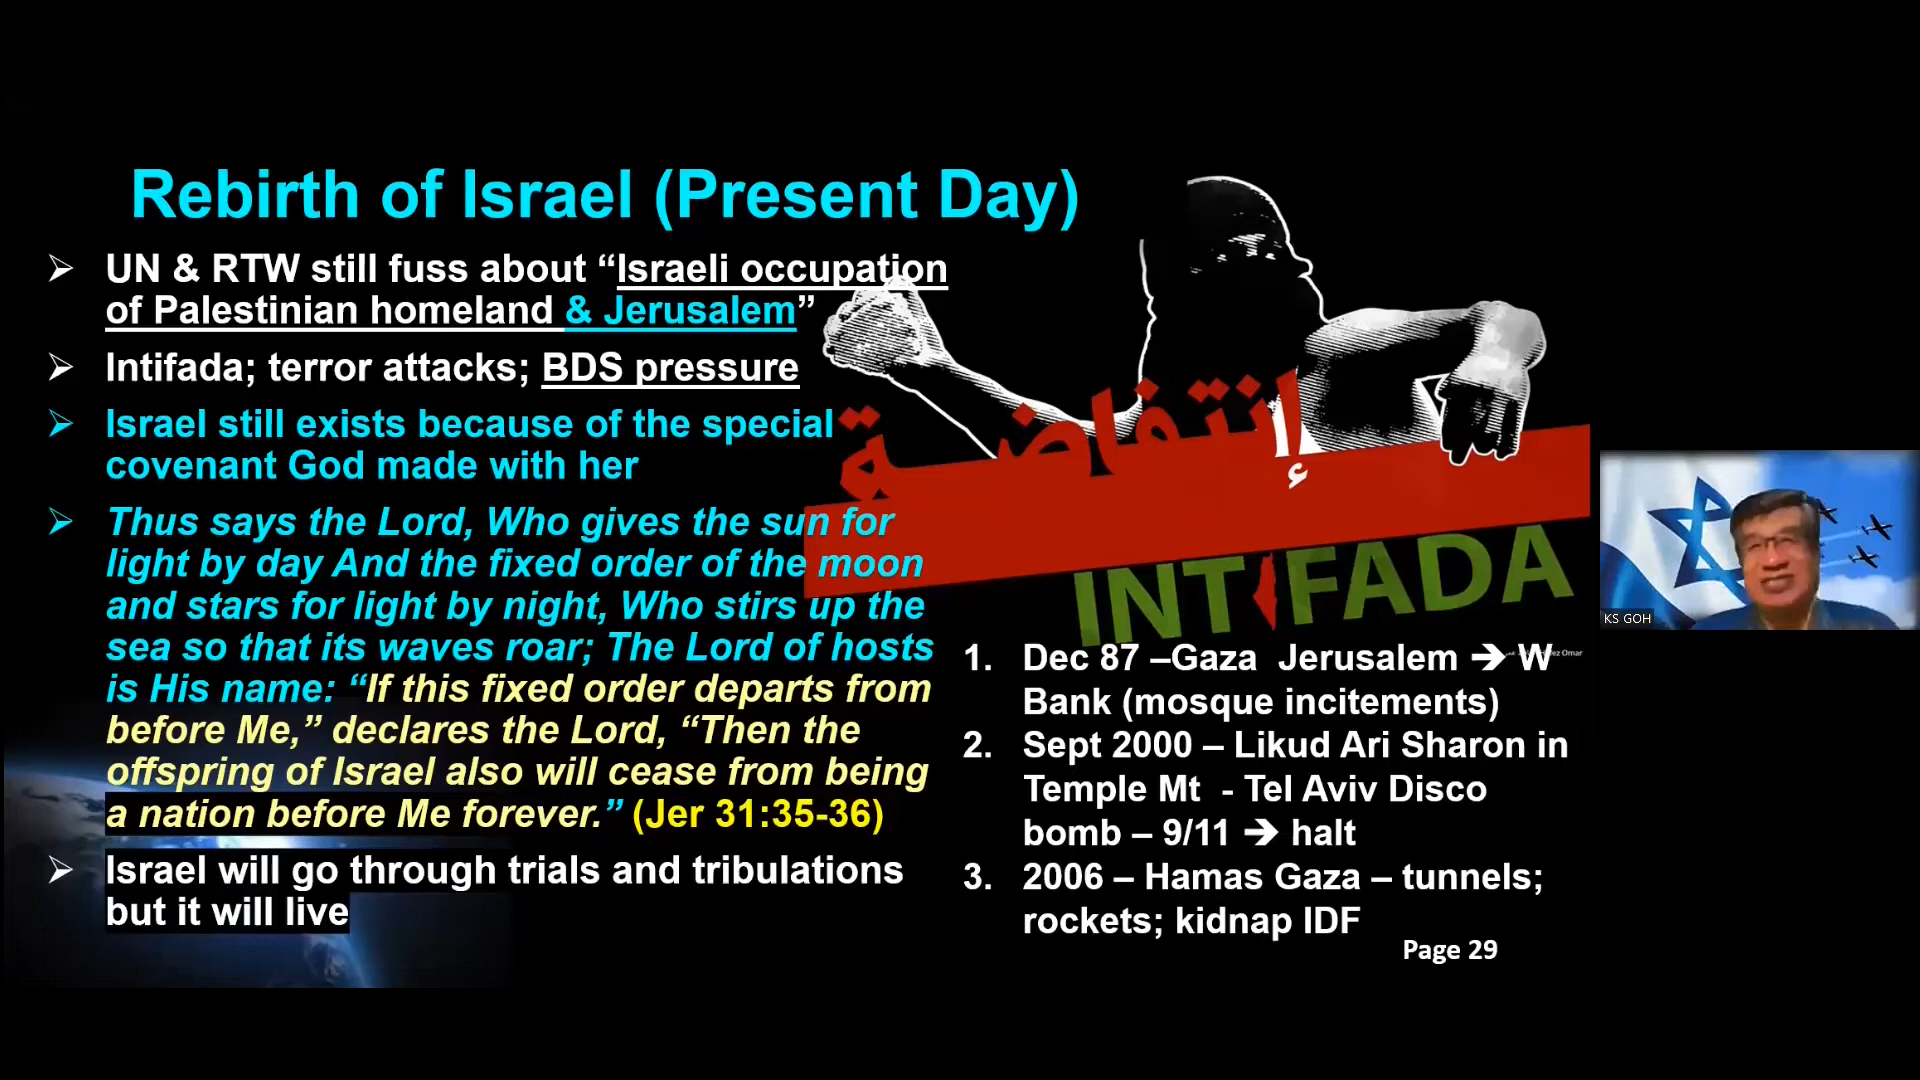 Rebirth of Israel (Present Day)
➢ UN & RTW still fuss about “Israeli occupation
of Palestinian homeland & Jerusalem”
➢ Intifada; terror attacks; BDS pressure
➢ Israel still exists because of the special
covenant God made with her
➢ Thus says the Lord, Who gives the sun for
light by day And the fixed order of the moon
and stars for light by night, Who stirs up the
sea so that its waves roar; The Lord of hosts
is His name: “If this fixed order departs from
before Me,” declares the Lord, “Then the
offspring of Israel also will cease from being
a nation before Me forever.” (Jer 31:35-36)
➢ Israel will go through trials and tribulations
but it will live
إنتفاضة
INTIFADA
1. Dec 87 –Gaza Jerusalem ➔ W
Bank (mosque incitements)
2. Sept 2000 – Likud Ari Sharon in
Temple Mt - Tel Aviv Disco
bomb – 9/11 ➔ halt
3. 2006 – Hamas Gaza – tunnels;
rockets; kidnap IDF
Page 29
Omar
KS GOH